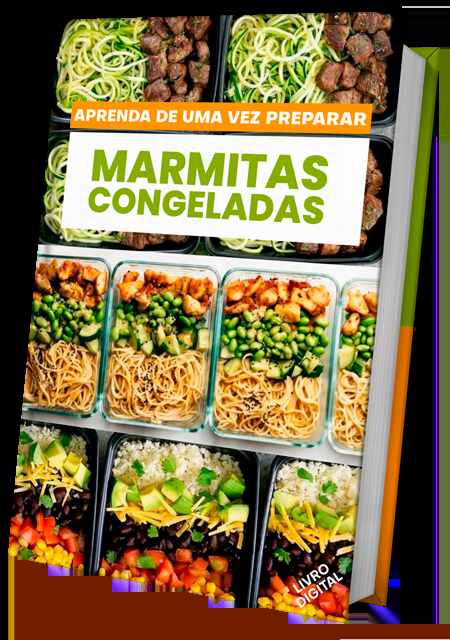 APRENDA DE UMA VEZ PREPARAR
MARMITAS
CONGELADAS
LIVRO
DIGITAL